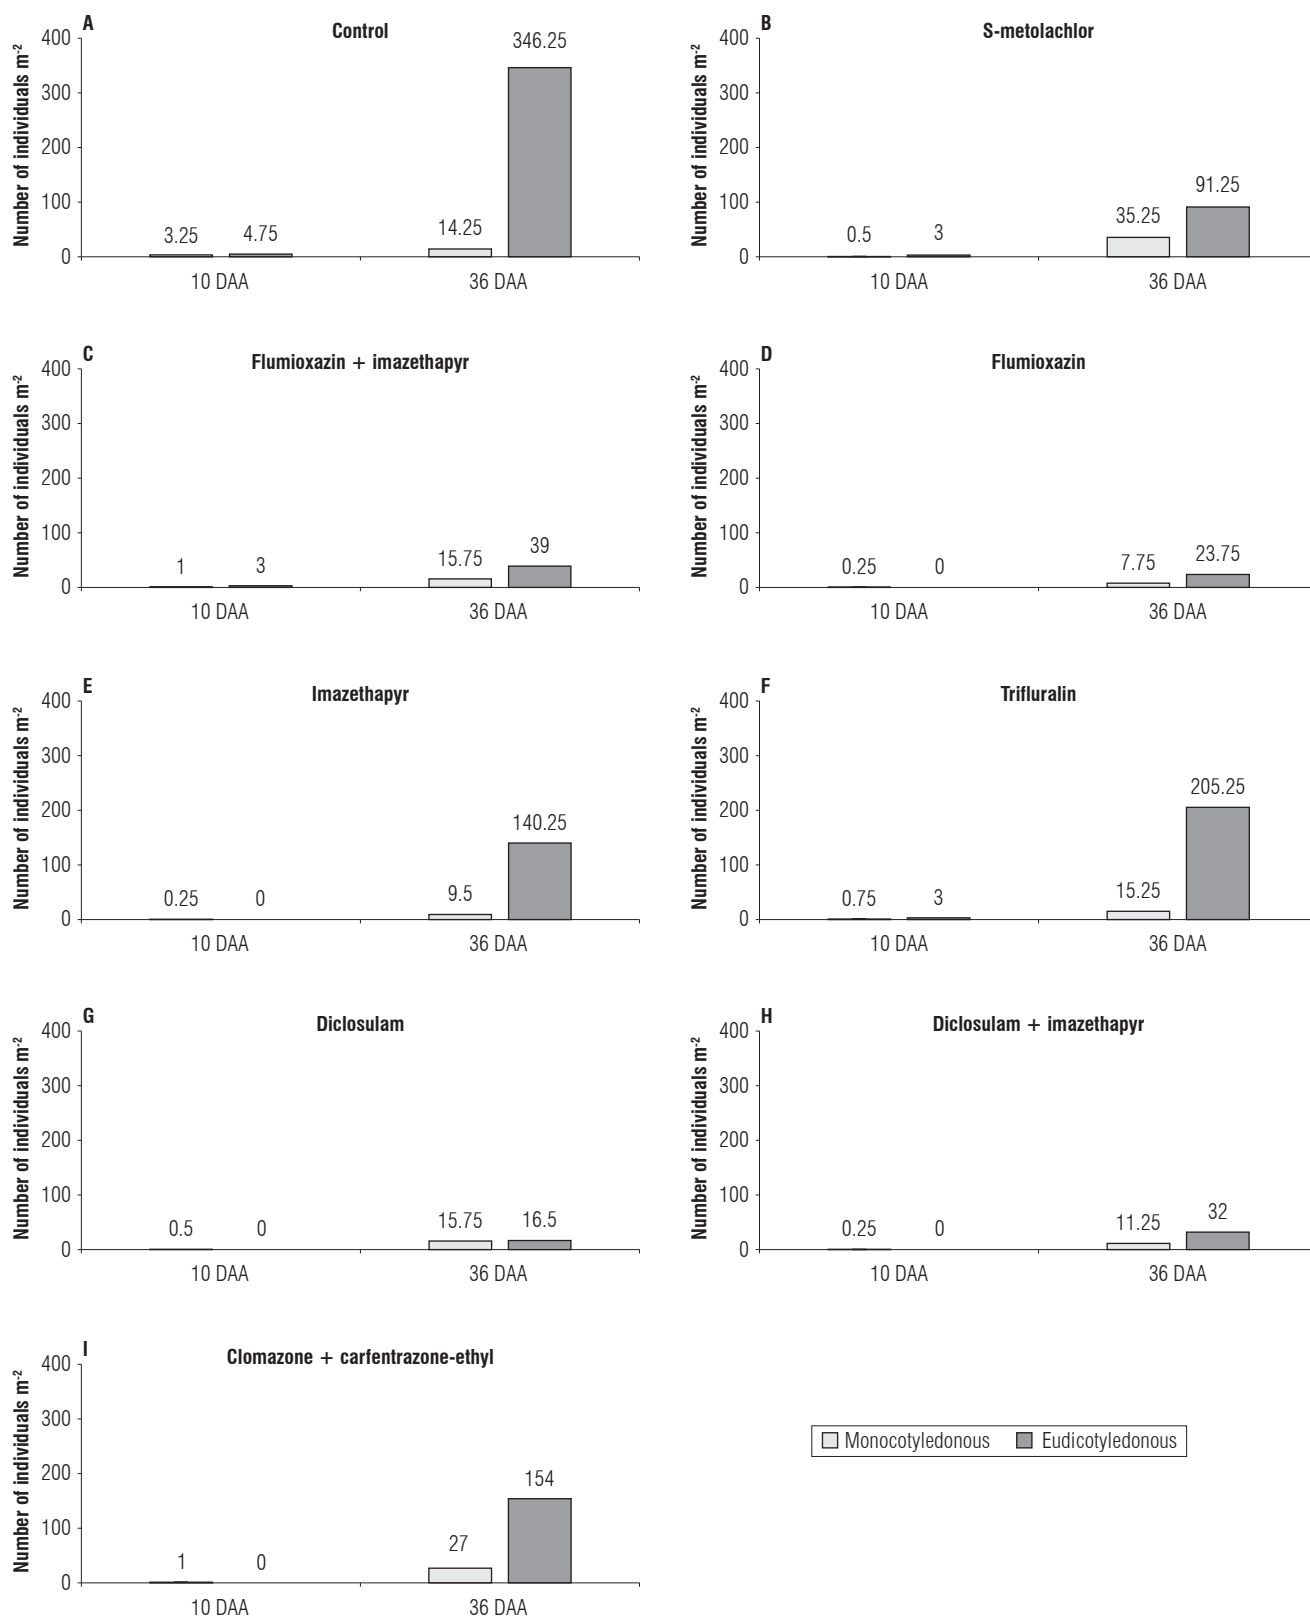 A
Control
Number of individuals m-2
400
300
200
100
0
3.25
4.75
14.25
346.25
10 DAA
36 DAA
B
S-metolachlor
Number of individuals m-2
400
300
200
100
0
0.5
3
35.25
91.25
10 DAA
36 DAA
C
Flumioxazin + imazethapyr
Number of individuals m-2
400
300
200
100
0
1
3
15.75
39
10 DAA
36 DAA
D
Flumioxazin
Number of individuals m-2
400
300
200
100
0
0.25
0
7.75
23.75
10 DAA
36 DAA
E
Imazethapyr
Number of individuals m-2
400
300
200
100
0
0.25
0
9.5
140.25
10 DAA
36 DAA
F
Trifluralin
Number of individuals m-2
400
300
200
100
0
0.75
3
15.25
205.25
10 DAA
36 DAA
G
Diclosulam
Number of individuals m-2
400
300
200
100
0
0.5
0
15.75
16.5
10 DAA
36 DAA
H
Diclosulam + imazethapyr
Number of individuals m-2
400
300
200
100
0
0.25
0
11.25
32
10 DAA
36 DAA
I
Clomazone + carfentrazone-ethyl
Number of individuals m-2
400
300
200
100
0
1
0
27
154
10 DAA
36 DAA
Monocotyledonous
Eudicotyledonous